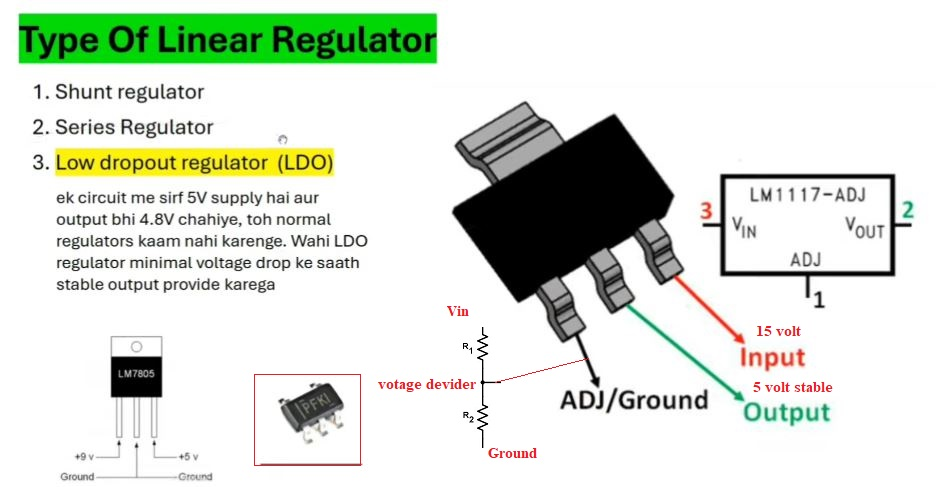 Type Of Linear Regulator
1. Shunt regulator
2. Series Regulator
3. Low dropout regulator (LDO)
ek circuit me sirf 5V supply hai aur
output bhi 4.8V chahiye, toh normal
regulators kaam nahi karenge. Wahi LDO
regulator minimal voltage drop ke saath
stable output provide karega
LM7805
+9 v
+5 v
Ground
Ground
PFKI
Vin
R1
votage devider
R2
Ground
ADJ/Ground
15 volt
Input
5 volt stable
Output
LM1117-ADJ
3
VIN
VOUT
2
ADJ
1